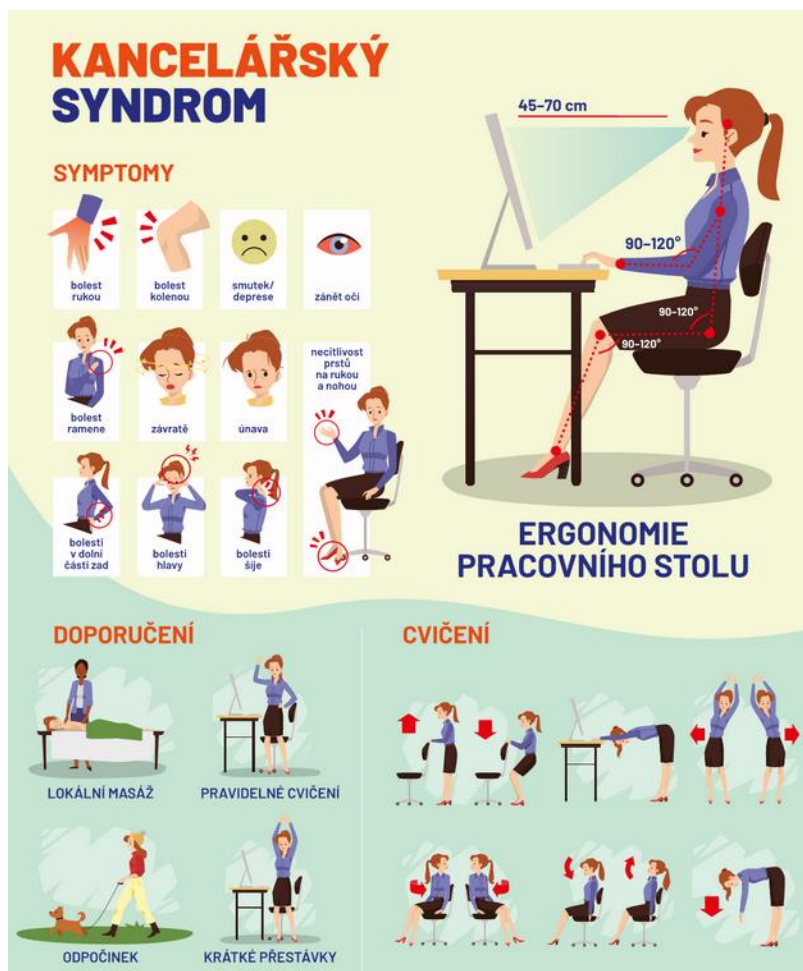 KANCELÁŘSKÝ
SYNDROM
SYMPTOMY
bolest
rukou
bolest
kolenou
smutek/
deprese
zánět očí
bolest
ramene
závratě
únava
necitlivost
prstů
na rukou
a nohou
bolesti
v dolní
části zad
bolesti
hlavy
bolesti
šíje
45–70 cm
90–120°
90–120°
90–120°
ERGONOMIE
PRACOVNÍHO STOLU
DOPORUČENÍ
LOKÁLNÍ MASÁŽ
PRAVIDELNÉ CVIČENÍ
ODPOČINEK
KRÁTKÉ PŘESTÁVKY
CVIČENÍ